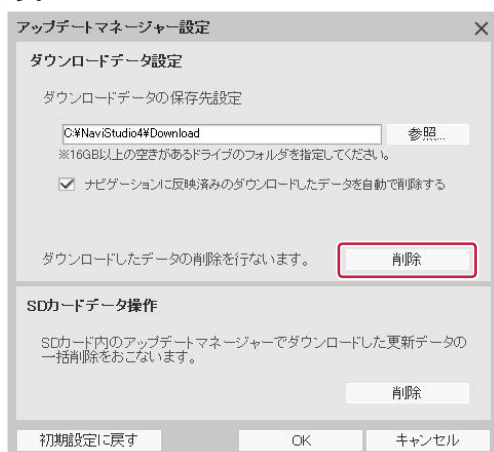 アップデートマネージャー設定
ダウンロードデータ設定
ダウンロードデータの保存先設定
C:¥NaviStudio4¥Download
参照...
※16GB以上の空きがあるドライブのフォルダを指定してください。
ナビゲーションに反映済みのダウンロードしたデータを自動で削除する
ダウンロードしたデータの削除を行ないます。
削除
SDカードデータ操作
SDカード内のアップデートマネージャーでダウンロードした更新データの
一括削除をおこないます。
削除
初期設定に戻す
OK
キャンセル